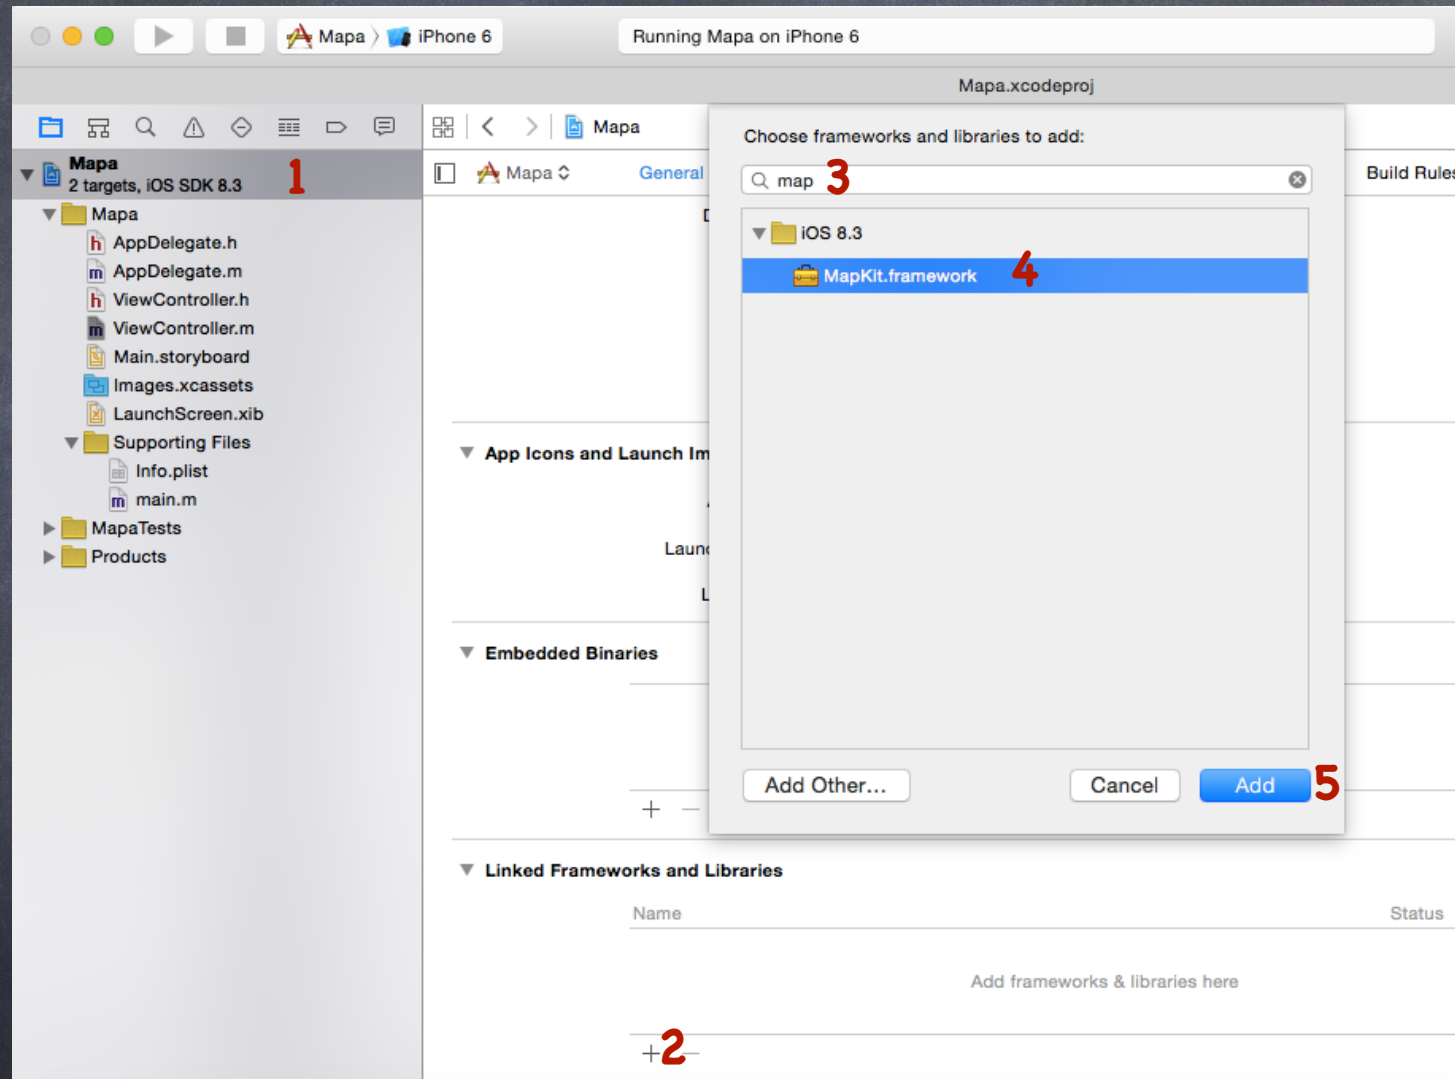 Mapa 〉 iPhone 6
Running Mapa on iPhone 6
Mapa.xcodeproj
Mapa
2 targets, iOS SDK 8.3
1
Mapa
AppDelegate.h
AppDelegate.m
ViewController.h
ViewController.m
Main.storyboard
Images.xcassets
LaunchScreen.xib
Supporting Files
Info.plist
main.m
MapaTests
Products
Mapa
Mapa
General
Build Rules
App Icons and Launch Im
Laun
L
Embedded Binaries
+ −
Linked Frameworks and Libraries
Name Status
Add frameworks & libraries here
+ 2 −
Choose frameworks and libraries to add:
map 3
iOS 8.3
MapKit.framework 4
Add Other... Cancel Add 5